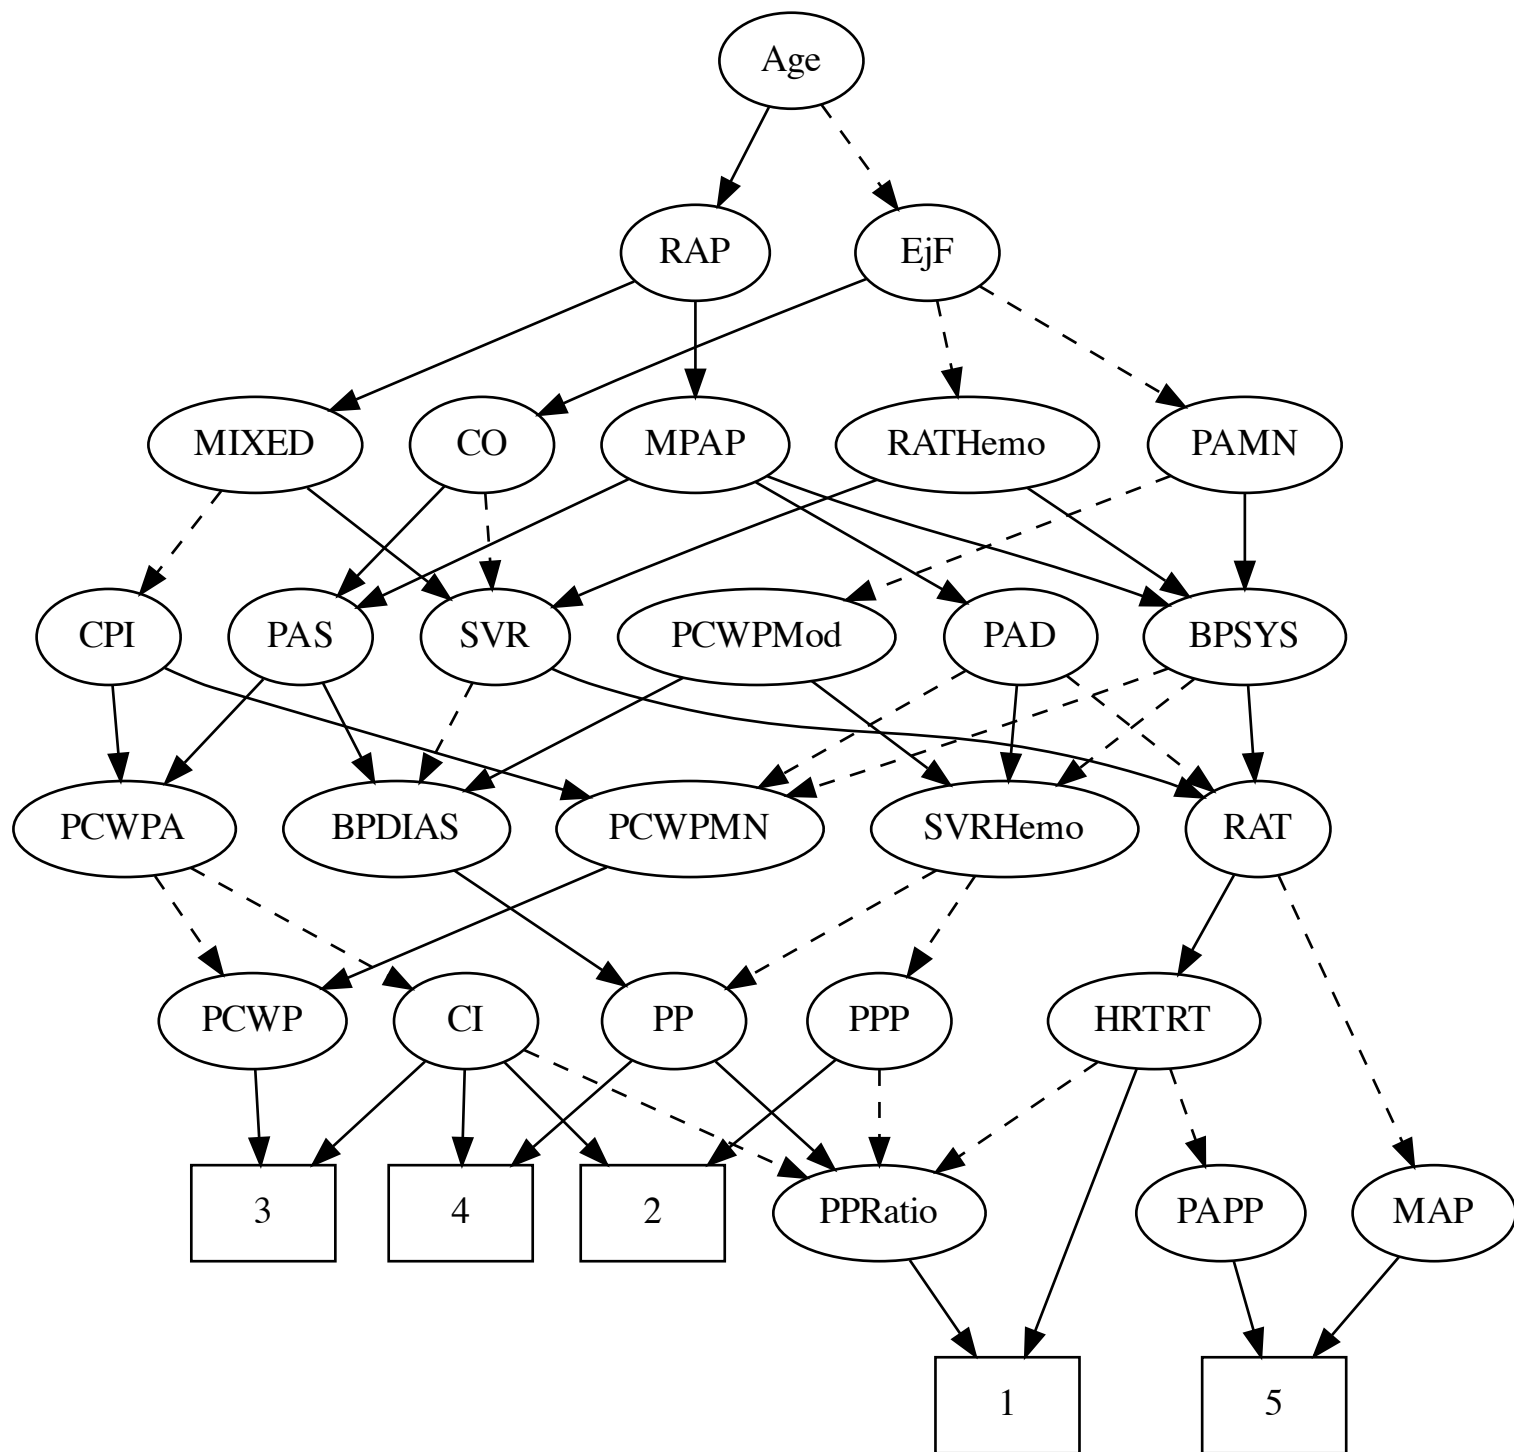 Age
RAP
EjF
MIXED
CO
MPAP
RATHemo
PAMN
CPI
PAS
SVR
PCWPMod
PAD
BPSYS
PCWPA
BPDIAS
PCWPMN
SVRHemo
RAT
PCWP
CI
PP
PPP
HRTRT
3
4
2
PPRatio
PAPP
MAP
1
5